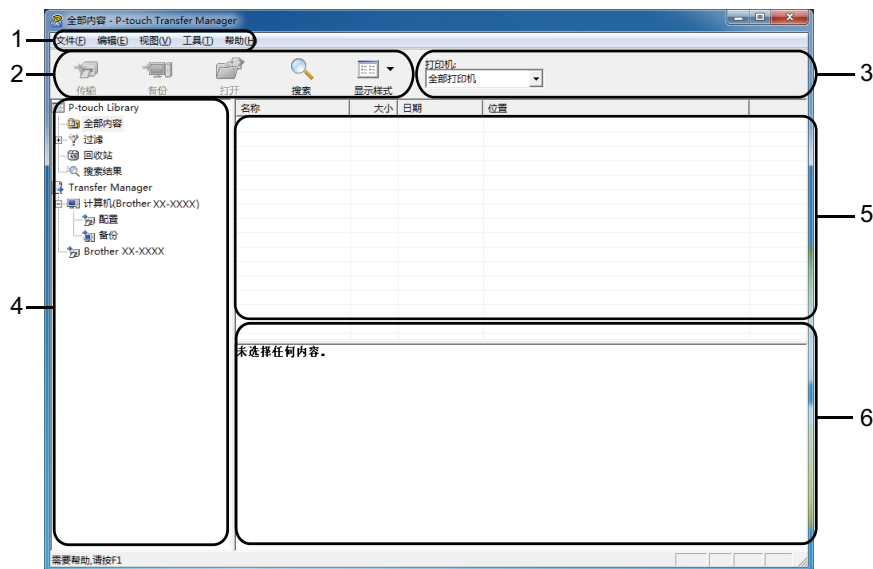 全部内容 - P-touch Transfer Manager
1
文件(F) 编辑(E) 视图(V) 工具(T) 帮助(H)
2
传输 备份 打开 搜索 显示样式
打印机:
全部打印机
3
P-touch Library
全部内容
过滤
回收站
搜索结果
Transfer Manager
计算机(Brother XX-XXXX)
配置
备份
Brother XX-XXXX
4
名称 大小 日期 位置
5
未选择任何内容。
6
需要帮助,请按F1